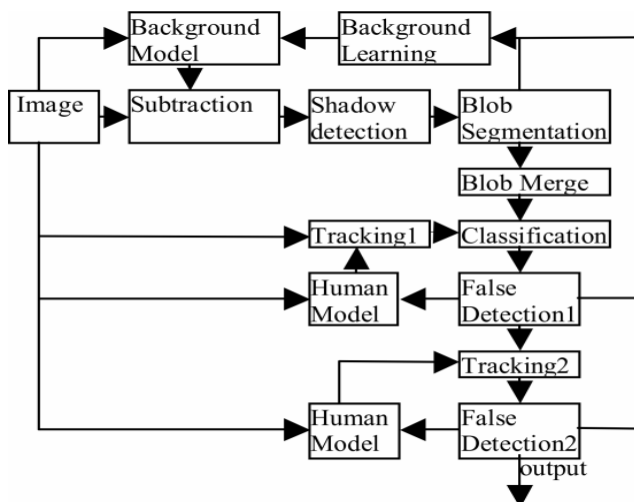 Background
Model
Background
Learning
Image
Subtraction
Shadow
detection
Blob
Segmentation
Blob Merge
Tracking1
Classification
Human
Model
False
Detection1
Tracking2
Human
Model
False
Detection2
output